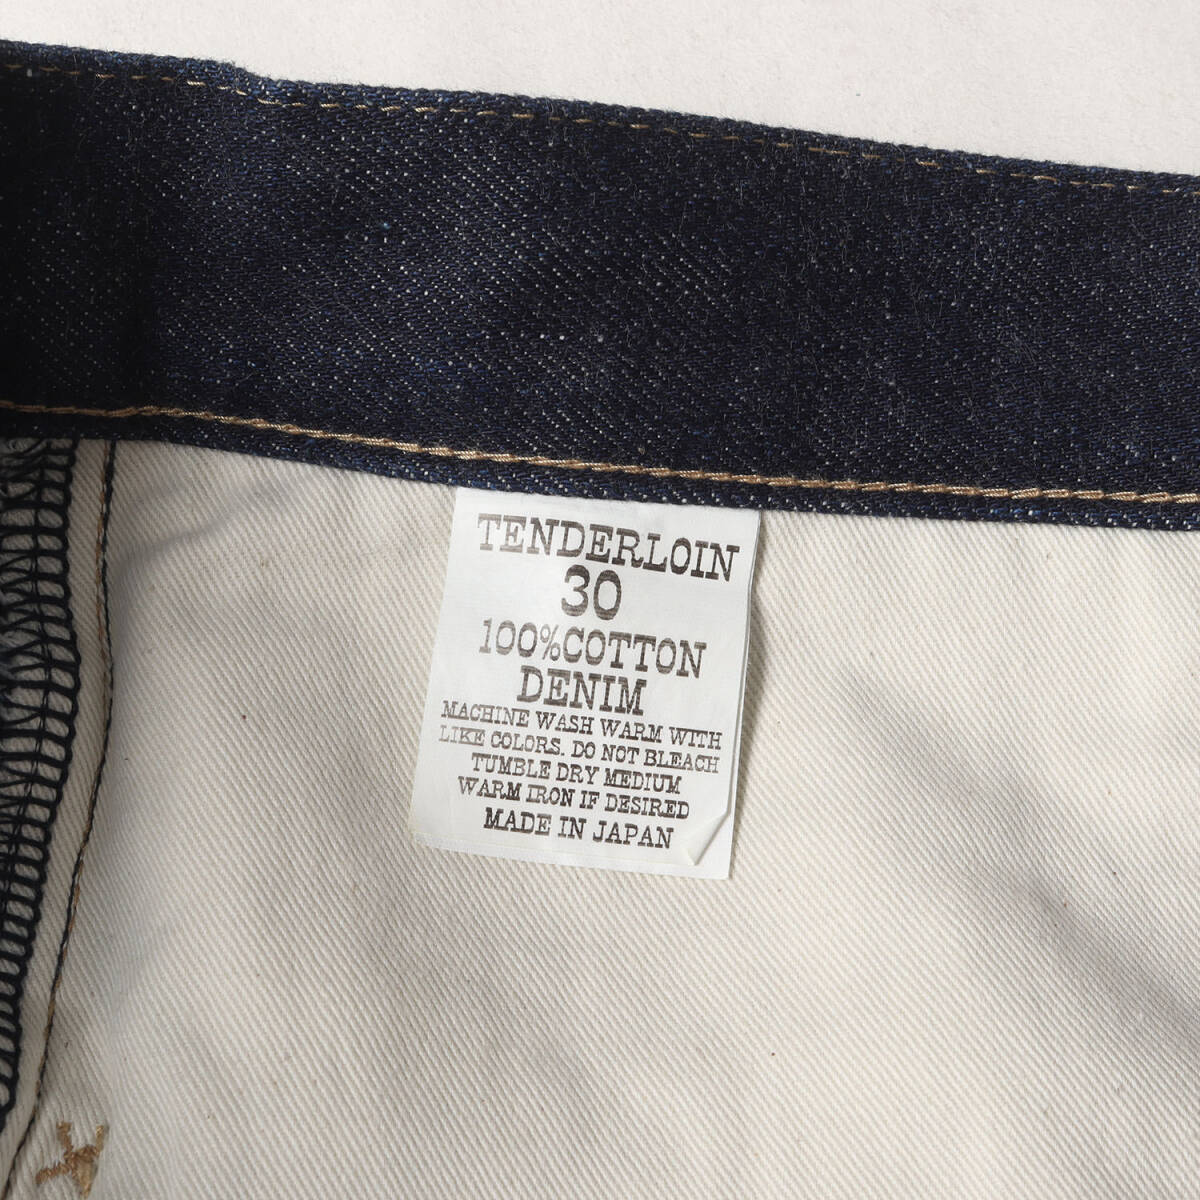 TENDERLOIN
30
100%COTTON
DENIM
MACHINE WASH WARM WITH
LIKE COLORS. DO NOT BLEACH
TUMBLE DRY MEDIUM
WARM IRON IF DESIRED
MADE IN JAPAN